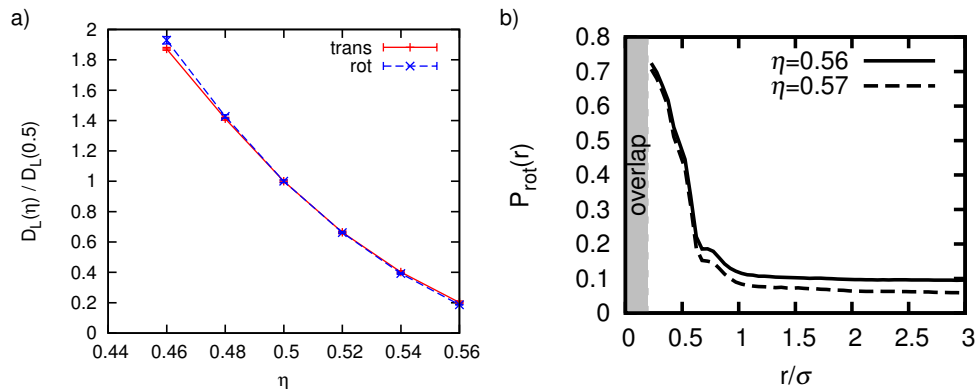 a)
D_L(η) / D_L(0.5)
2
1.8
1.6
1.4
1.2
1
0.8
0.6
0.4
0.2
0
0.44 0.46 0.48 0.5 0.52 0.54 0.56
η
trans
rot
b)
P_rot(r)
0.8
0.7
0.6
0.5
0.4
0.3
0.2
0.1
0.0
0 0.5 1 1.5 2 2.5 3
r/σ
overlap
η=0.56
η=0.57